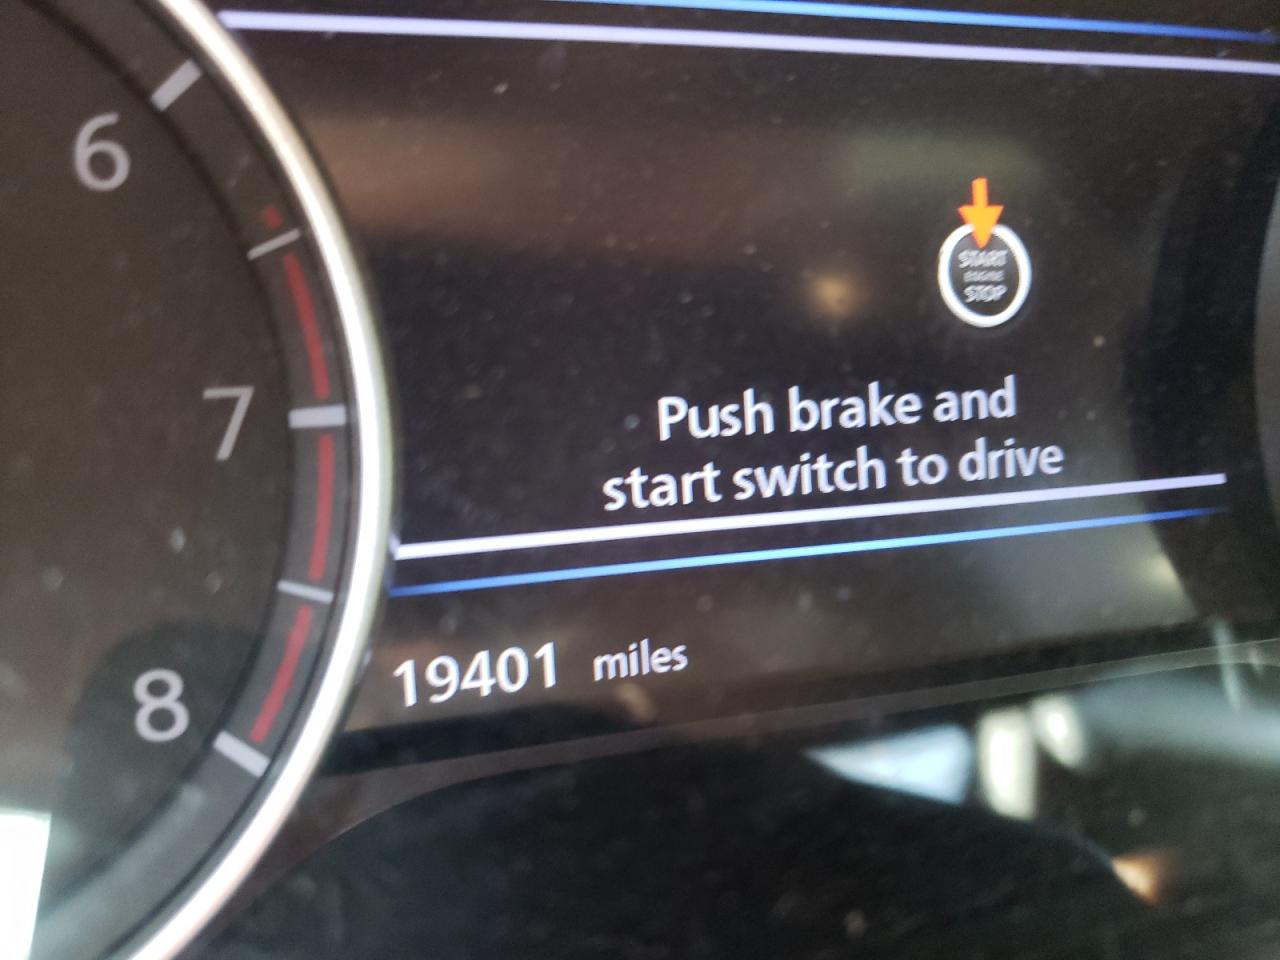 6
7
8
START
ENGINE
STOP
Push brake and
start switch to drive
19401 miles